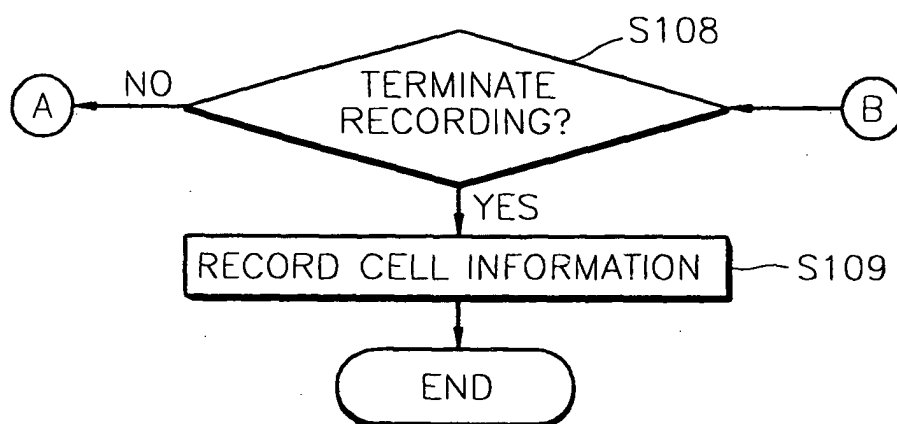 S108
TERMINATE
RECORDING?
NO
A
B
YES
RECORD CELL INFORMATION
S109
END